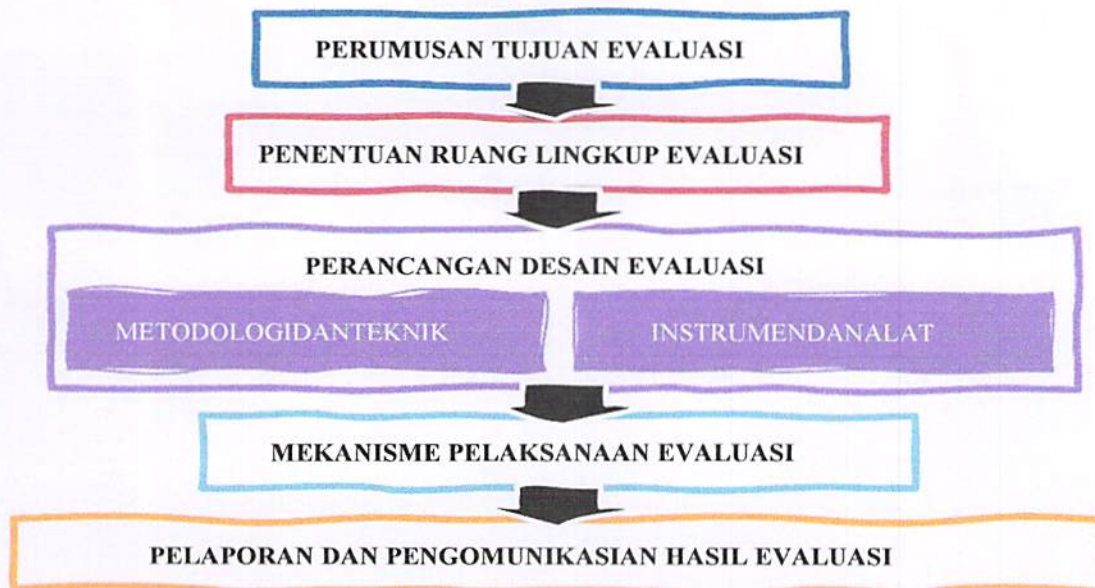 PERUMUSAN TUJUAN EVALUASI
PENENTUAN RUANG LINGKUP EVALUASI
PERANCANGAN DESAIN EVALUASI
METODOLOGIDANTEKNIK
INSTRUMENDANALAT
MEKANISME PELAKSANAAN EVALUASI
PELAPORAN DAN PENGOMUNIKASIAN HASIL EVALUASI